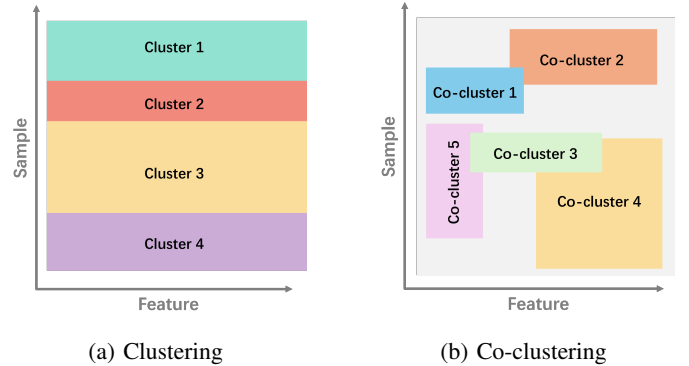 Cluster 1
Cluster 2
Cluster 3
Cluster 4
Sample
Feature
(a) Clustering
Co-cluster 2
Co-cluster 1
Co-cluster 5
Co-cluster 3
Co-cluster 4
Sample
Feature
(b) Co-clustering